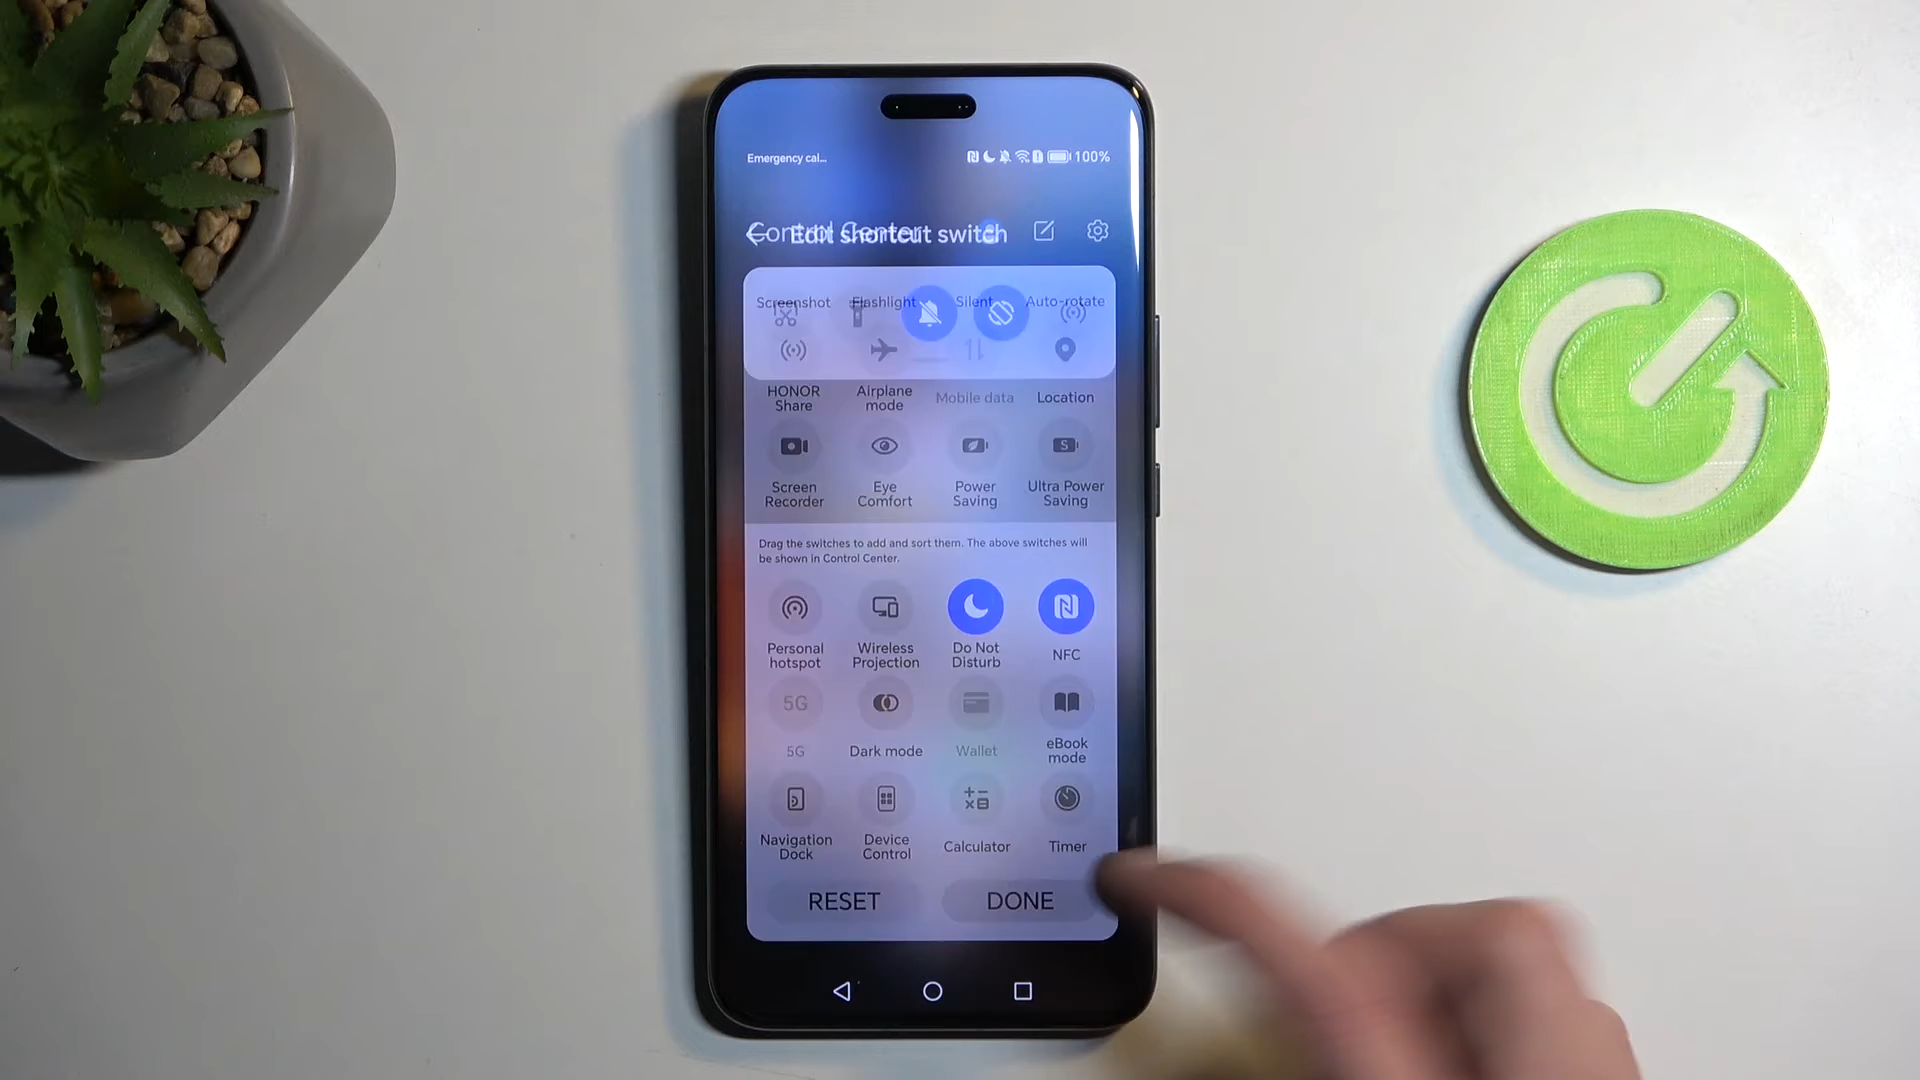 Emergency cal...
100%
Control Center
Edit shortcut switch
Screenshot Flashlight Silent Auto-rotate
HONOR Share
Airplane mode
Mobile data
Location
Screen Recorder
Eye Comfort
S
Power Saving
Ultra Power Saving
Drag the switches to add and sort them. The above switches will
be shown in Control Center.
Personal hotspot
Wireless Projection
Do Not Disturb
NFC
5G
5G
Dark mode
Wallet
eBook mode
Navigation Dock
Device Control
Calculator
Timer
RESET DONE